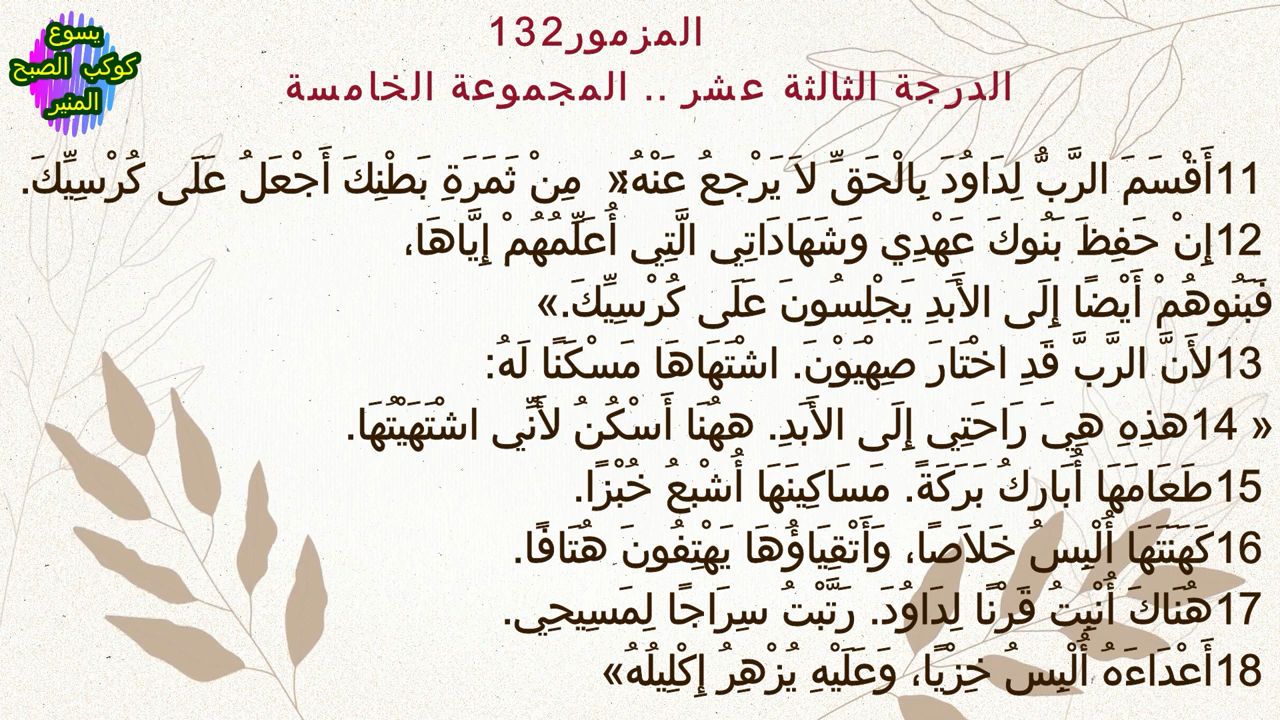 يسوع
كوكب الصبح
المنير
المزمور132
الدرجة الثالثة عشر .. المجموعة الخامسة
11أَقْسَمَ الرَّبُّ لِدَاوُدَ بِالْحَقِّ لاَ يَرْجعُ عَنْهُ:« مِنْ ثَمَرَةِ بَطْنِكَ أَجْعَلُ عَلَى كُرْسِيِّكَ.
12إِنْ حَفِظَ بَنُوكَ عَهْدِي وَشَهَادَاتِي الَّتِي أُعَلِّمُهُمْ إِيَّاهَا،
فَبَنُوهُمْ أَيْضًا إِلَى الأَبَدِ يَجْلِسُونَ عَلَى كُرْسِيِّكَ.»
13لأَنَّ الرَّبَّ قَدِ اخْتَارَ صِهْيَوْنَ. اشْتَهَاهَا مَسْكَنًا لَهُ:
« 14هذِهِ هِيَ رَاحَتِي إِلَى الأَبَدِ. ههُنَا أَسْكُنُ لأَنِّي اشْتَهَيْتُهَا.
15طَعَامَهَا أُبَارِكُ بَرَكَةً. مَسَاكِينَهَا أُشْبعُ خُبْزًا.
16كَهَنَتَهَا أُلْبِسُ خَلاَصًا، وَأَتْقِيَاؤُهَا يَهْتِفُونَ هُتَافًا.
17هُنَاكَ أُنْبِتُ قَرْنًا لِدَاوُدَ. رَتَّبْتُ سِرَاجًا لِمَسِيحِي.
18أَعْدَاءَهُ أُلْبِسُ خِزْيًا، وَعَلَيْهِ يُزْهِرُ إِكْلِيلُهُ»